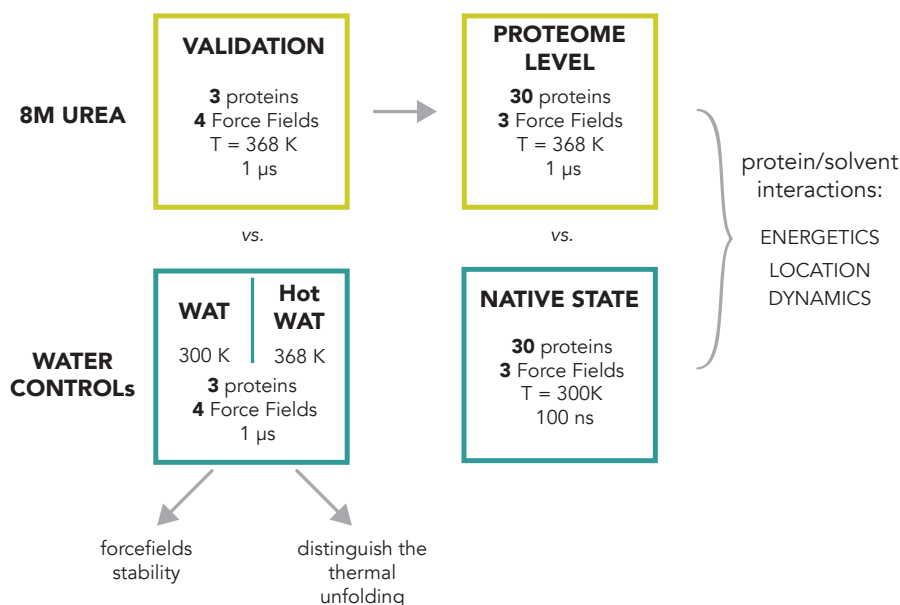 8M UREA
VALIDATION
3 proteins
4 Force Fields
T = 368 K
1 µs
PROTEOME
LEVEL
30 proteins
3 Force Fields
T = 368 K
1 µs
vs.
vs.
WATER
CONTROLs
WAT
300 K
Hot
WAT
368 K
3 proteins
4 Force Fields
1 µs
NATIVE STATE
30 proteins
3 Force Fields
T = 300K
100 ns
protein/solvent
interactions:
ENERGETICS
LOCATION
DYNAMICS
forcefields
stability
distinguish the
thermal
unfolding